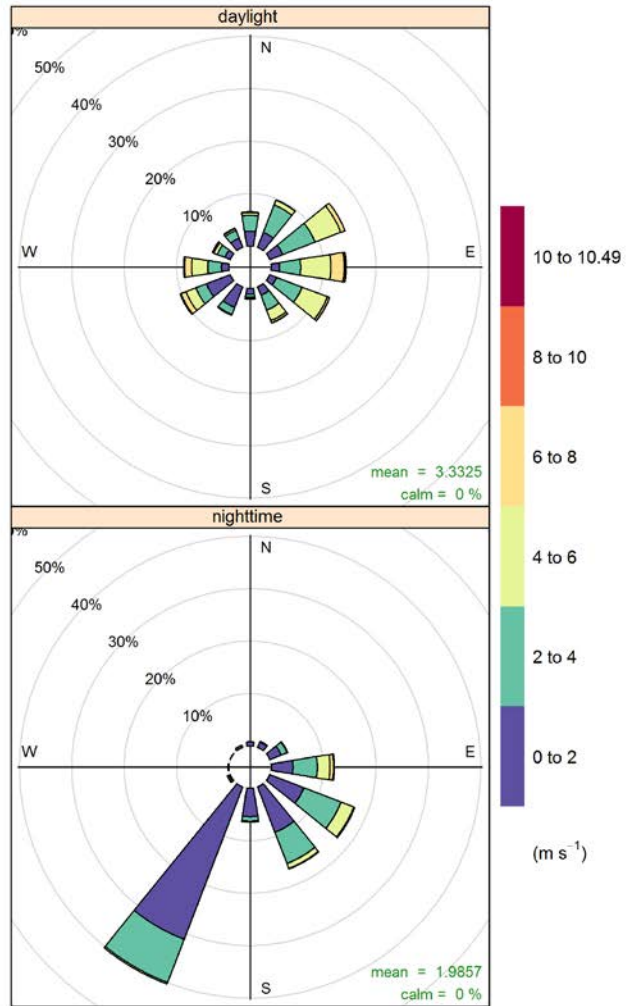 daylight
%
50%
40%
30%
20%
10%
N
W
E
S
mean = 3.3325
calm = 0 %
nighttime
%
50%
40%
30%
20%
10%
N
W
E
S
mean = 1.9857
calm = 0 %
10 to 10.49
8 to 10
6 to 8
4 to 6
2 to 4
0 to 2
(m s⁻¹)